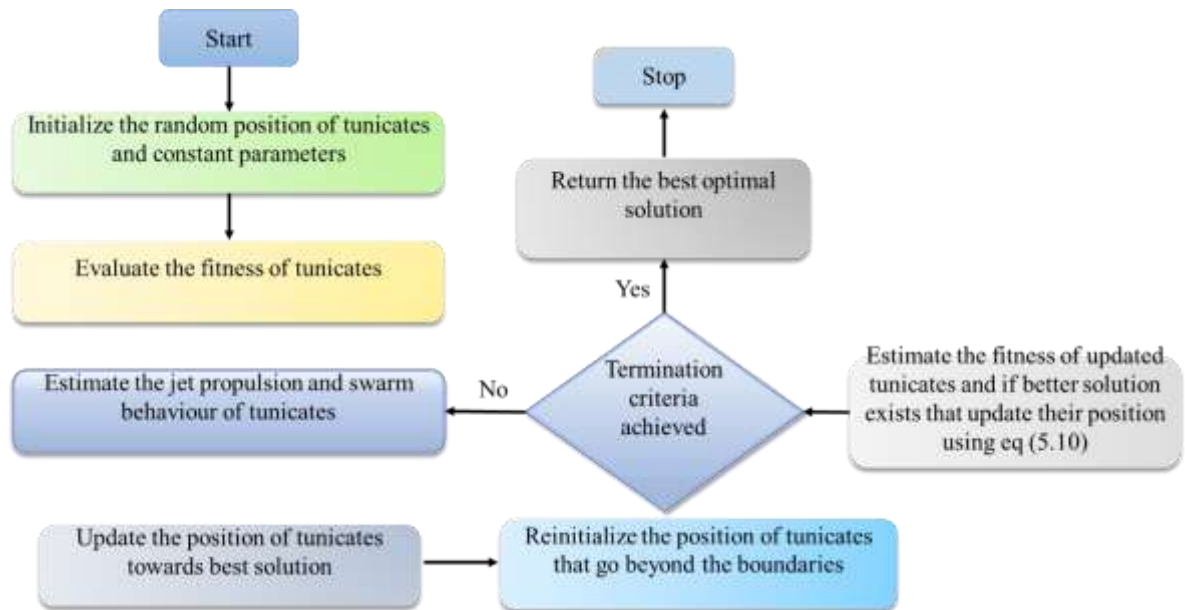 Start
Initialize the random position of tunicates
and constant parameters
Evaluate the fitness of tunicates
Estimate the jet propulsion and swarm
behaviour of tunicates
Update the position of tunicates
towards best solution
Reinitialize the position of tunicates
that go beyond the boundaries
Estimate the fitness of updated
tunicates and if better solution
exists that update their position
using eq (5.10)
Termination
criteria
achieved
No
Yes
Return the best optimal
solution
Stop